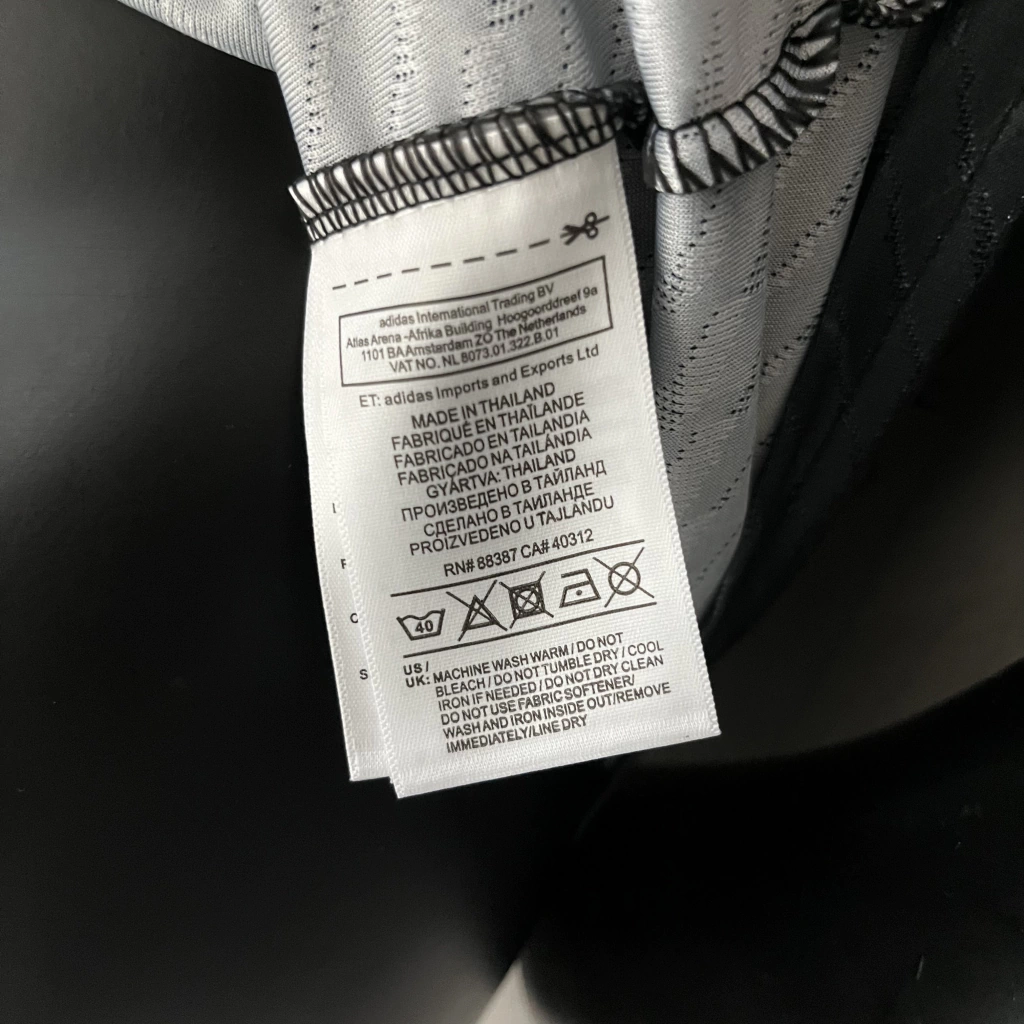 adidas International Trading BV
Atlas Arena -Afrika Building Hoogoorddreef 9a
1101 BA Amsterdam ZO The Netherlands
VAT NO. NL 8073.01.322.B.01
ET: adidas Imports and Exports Ltd
MADE IN THAILAND
FABRIQUÉ EN THAÏLANDE
FABRICADO EN TAILANDIA
FABRICADO NA TAILÂNDIA
GYÁRTVA: THAILAND
ПРОИЗВЕДЕНО В ТАЙЛАНД
СДЕЛАНО В ТАИЛАНДЕ
PROIZVEDENO U TAJLANDU
RN# 88387 CA# 40312
40
US /
UK: MACHINE WASH WARM / DO NOT
BLEACH / DO NOT TUMBLE DRY / COOL
IRON IF NEEDED / DO NOT DRY CLEAN
DO NOT USE FABRIC SOFTENER/
WASH AND IRON INSIDE OUT/REMOVE
IMMEDIATELY/LINE DRY